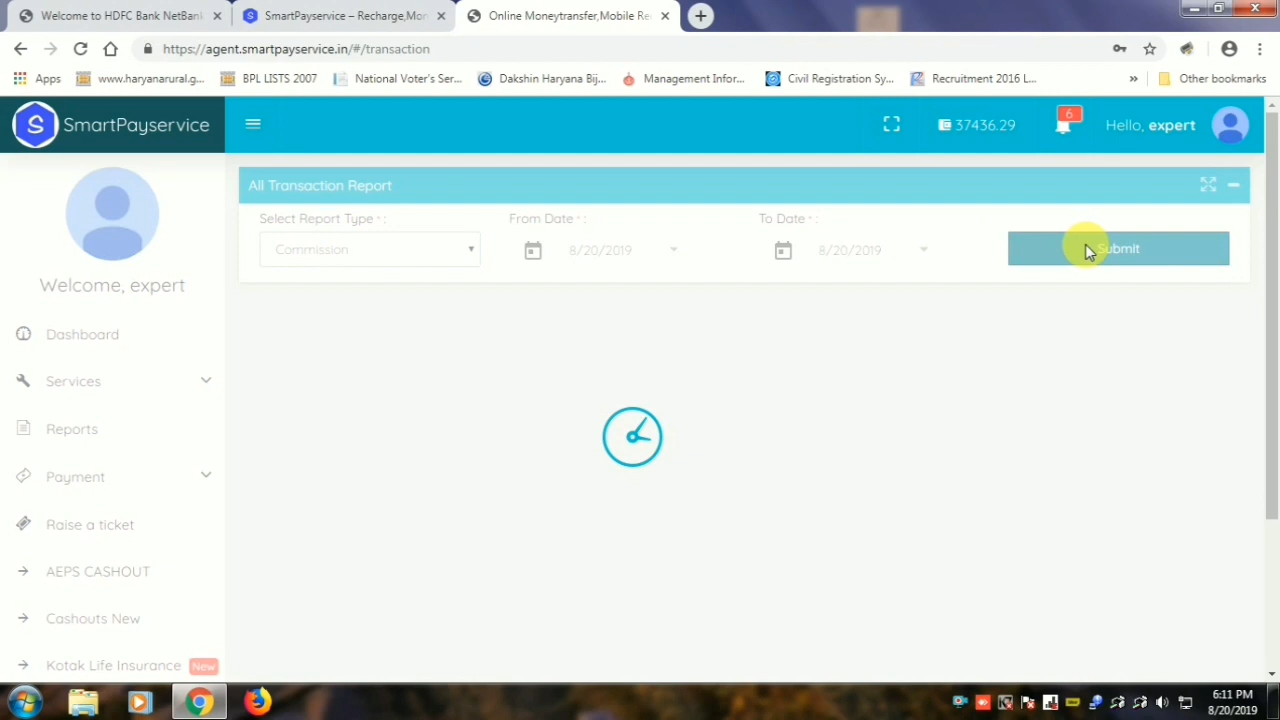 Welcome to HDFC Bank NetBank
SmartPayservice – Recharge,Mon
Online Moneytransfer,Mobile Re
https://agent.smartpayservice.in/#/transaction
Apps
www.haryanarural.g...
BPL LISTS 2007
National Voter's Ser...
Dakshin Haryana Bij...
Management Infor...
Civil Registration Sy...
Recruitment 2016 L...
»
Other bookmarks
S SmartPayservice
37436.29
6
Hello, expert
All Transaction Report
Select Report Type * :
From Date * :
To Date * :
Commission
8/20/2019
8/20/2019
Submit
Welcome, expert
Dashboard
Services
Reports
Payment
Raise a ticket
AEPS CASHOUT
Cashouts New
Kotak Life Insurance New
6:11 PM
8/20/2019